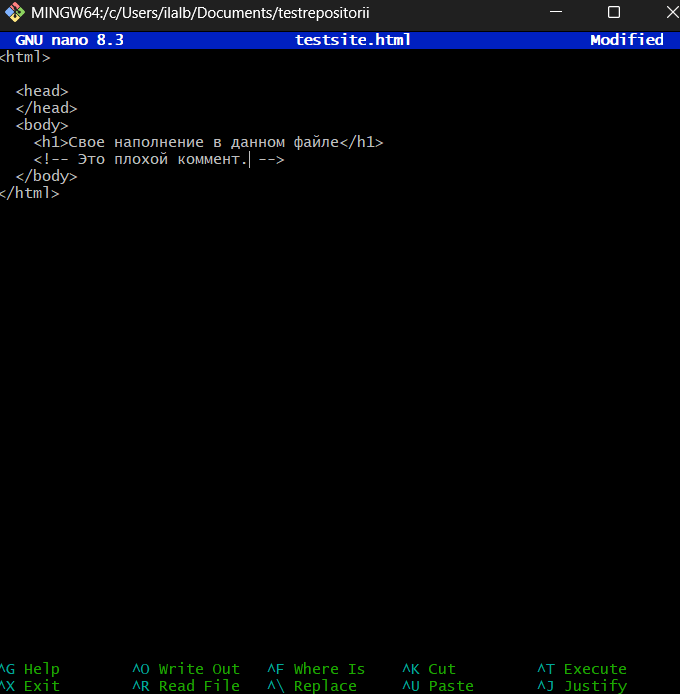 MINGW64:/c/Users/ilalb/Documents/testrepositorii
GNU nano 8.3 testsite.html Modified
<html>
<head>
</head>
<body>
<h1>Свое наполнение в данном файле</h1>
<!-- Это плохой коммент. -->
</body>
</html>
^G Help ^O Write Out ^F Where Is ^K Cut ^T Execute
^X Exit ^R Read File ^\ Replace ^U Paste ^J Justify